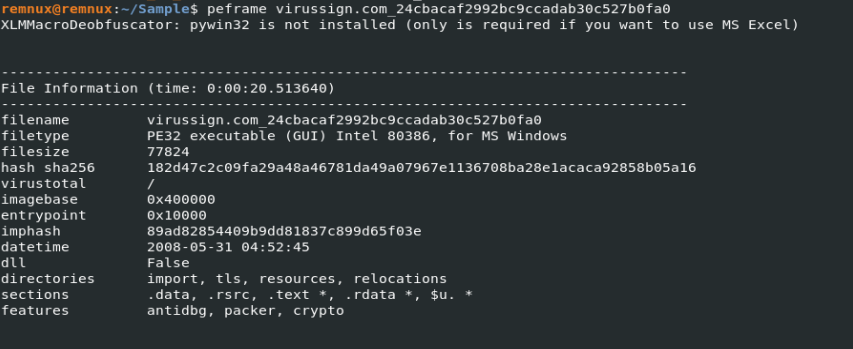 remnux@remnux:~/Sample$ peframe virussign.com_24cbacaf2992bc9ccadab30c527b0fa0
XLMMacroDeobfuscator: pywin32 is not installed (only is required if you want to use MS Excel)
--------------------------------------------------------------------------------
File Information (time: 0:00:20.513640)
--------------------------------------------------------------------------------
filename virussign.com_24cbacaf2992bc9ccadab30c527b0fa0
filetype PE32 executable (GUI) Intel 80386, for MS Windows
filesize 77824
hash sha256 182d47c2c09fa29a48a46781da49a07967e1136708ba28e1acaca92858b05a16
virustotal /
imagebase 0x400000
entrypoint 0x10000
imphash 89ad82854409b9dd81837c899d65f03e
datetime 2008-05-31 04:52:45
dll False
directories import, tls, resources, relocations
sections .data, .rsrc, .text *, .rdata *, $u. *
features antidbg, packer, crypto